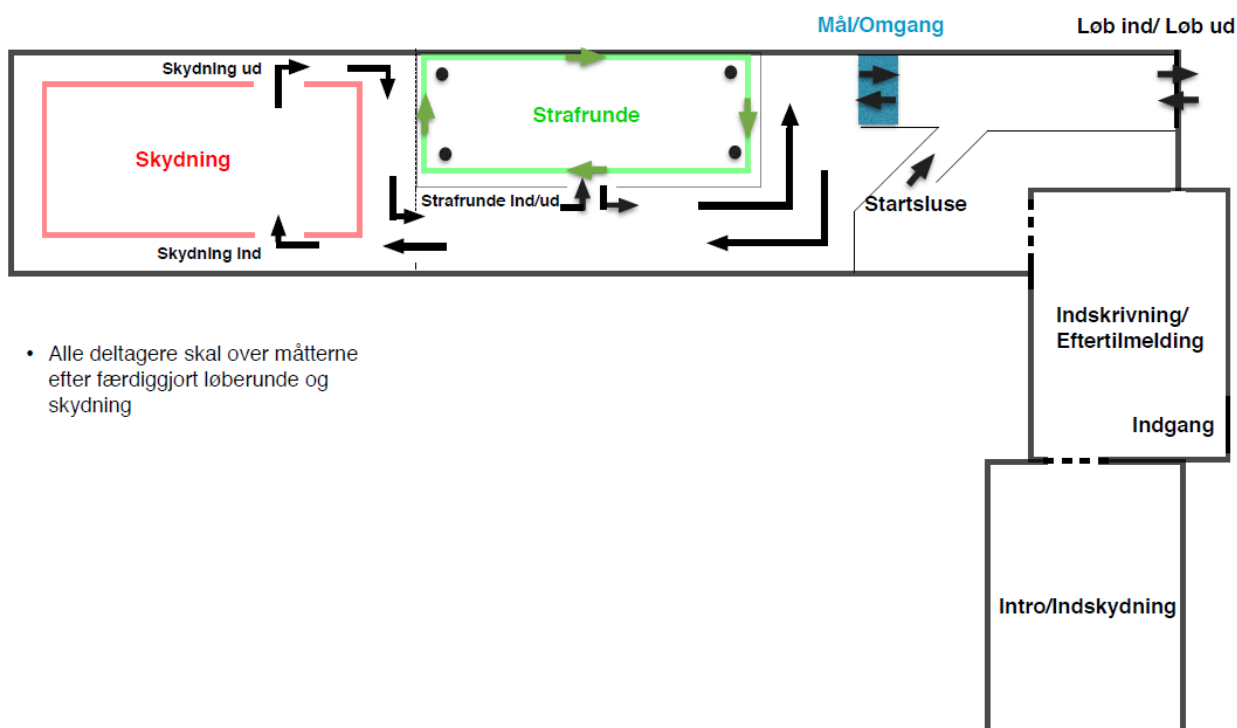 Mål/Omgang
Løb ind/ Løb ud
Skydning ud
Strafrunde
Skydning
Strafrunde Ind/ud
Startsluse
Skydning Ind
Indskrivning/
Eftertilmelding
• Alle deltagere skal over måtterne
efter færdiggjort løberunde og
skydning
Indgang
Intro/Indskydning